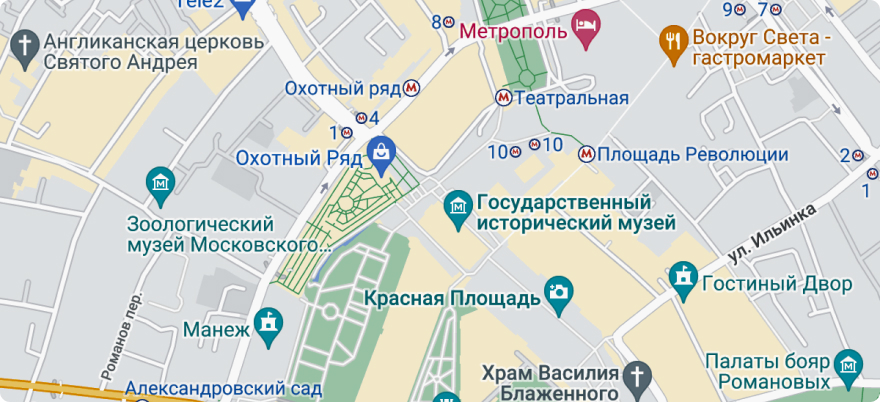 Tele2
8
Метрополь
9
7
Англиканская церковь
Святого Андрея
Вокруг Света -
гастромаркет
Охотный ряд
Театральная
4
1
10
10
Площадь Революции
2
1
Охотный Ряд
Государственный
исторический музей
Зоологический
музей Московского...
ул. Ильинка
Гостиный Двор
Красная Площадь
Романов пер.
Манеж
Палаты бояр
Романовых
Храм Василия
Блаженного
Александровский сад